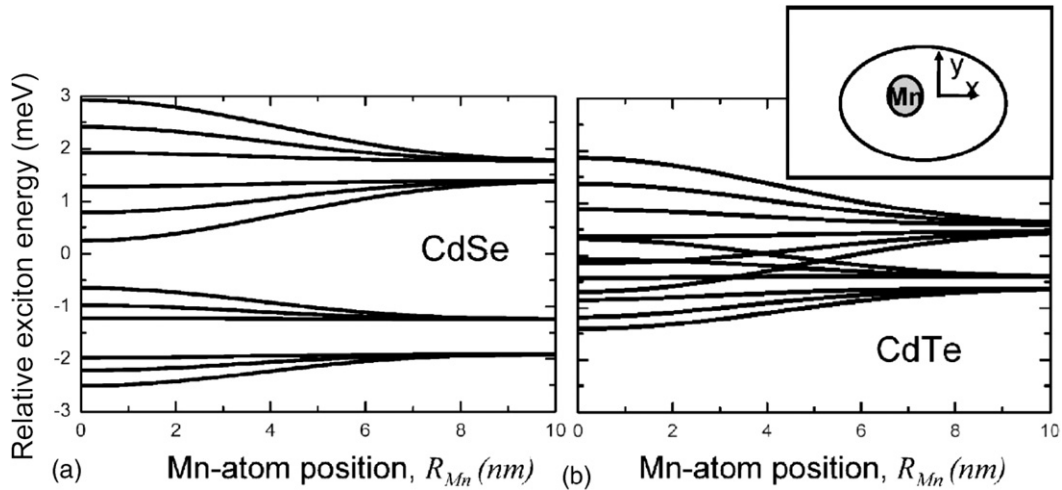 Relative exciton energy (meV)
3
2
1
0
-1
-2
-3
CdSe
0 2 4 6 8 10
(a) Mn-atom position, R_Mn (nm)
y
x
Mn
CdTe
0 2 4 6 8 10
(b) Mn-atom position, R_Mn (nm)